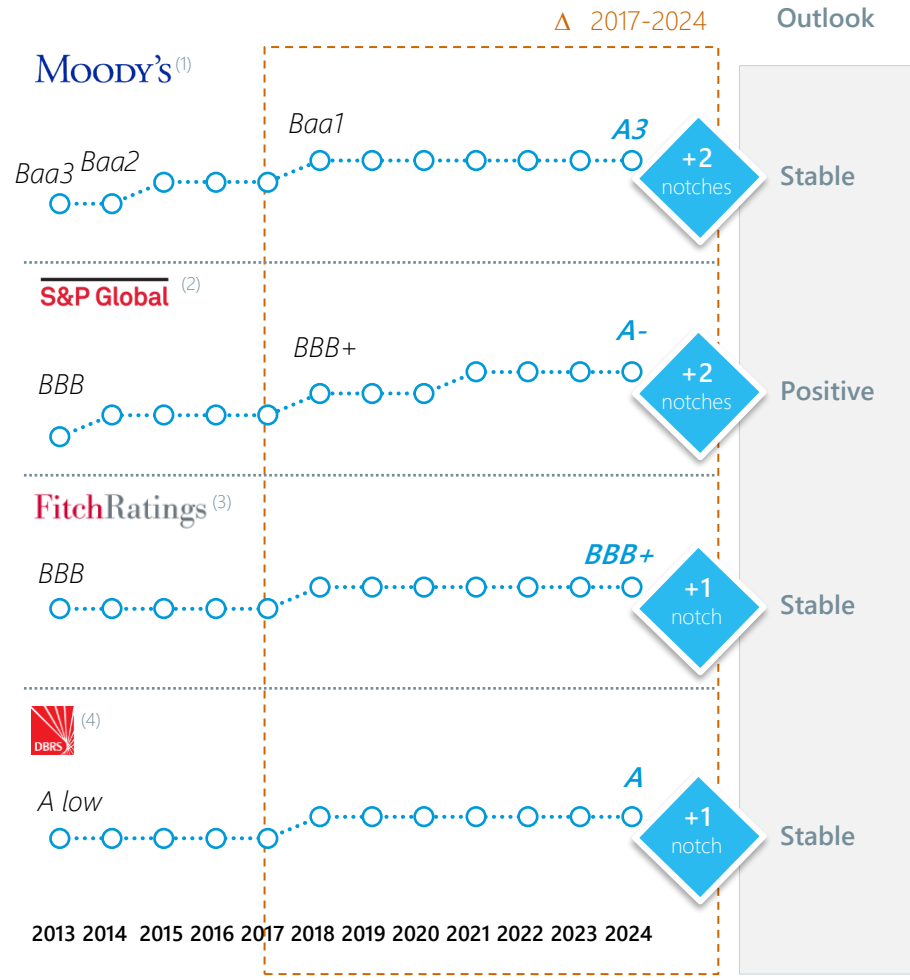 Δ 2017-2024
Outlook
MOODY'S (1)
Baa3
Baa2
Baa1
A3
+2
notches
Stable
S&P Global (2)
BBB
BBB+
A-
+2
notches
Positive
FitchRatings (3)
BBB
BBB+
+1
notch
Stable
DBRS (4)
A low
A
+1
notch
Stable
2013 2014 2015 2016 2017 2018 2019 2020 2021 2022 2023 2024